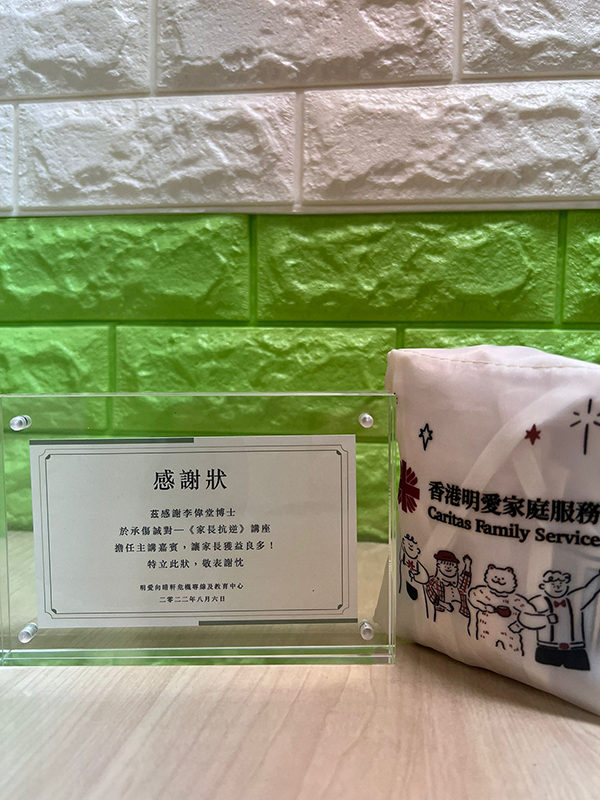 感謝狀
茲感謝李偉堂博士
於承傷誠對—《家長抗逆》講座
擔任主講嘉賓，讓家長獲益良多！
特立此狀，敬表謝忱
明愛向晴軒危機專線及教育中心
二零二二年八月六日
香港明愛家庭服務
Caritas Family Service